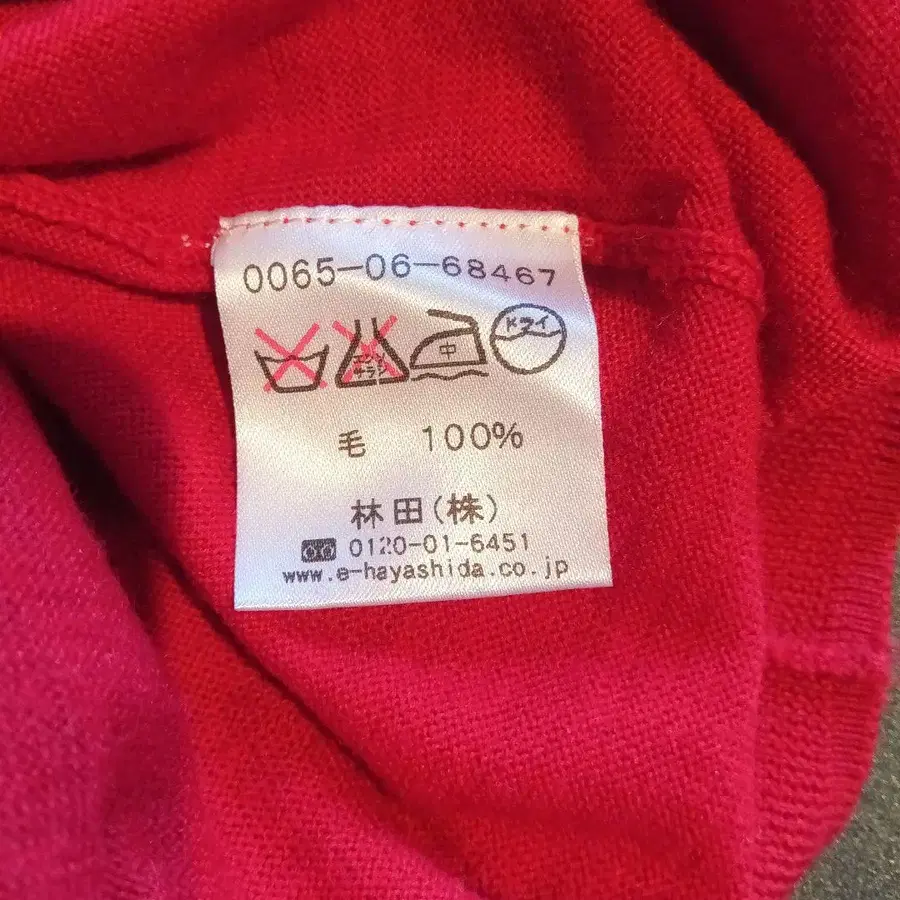 0065-06-68467
エンソ サラシ 中 ドライ
毛 100%
林田(株)
0120-01-6451
www.e-hayashida.co.jp